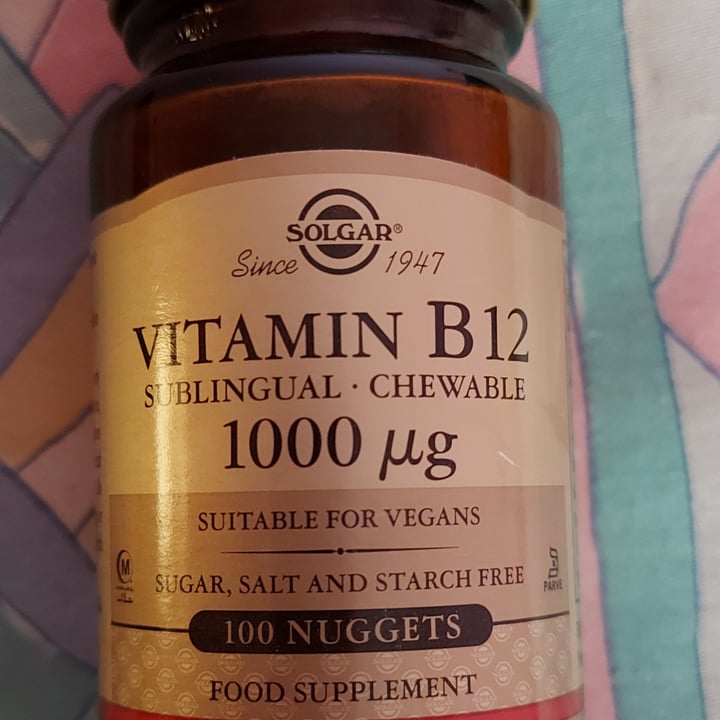 SOLGAR®
Since 1947
VITAMIN B12
SUBLINGUAL · CHEWABLE
1000 µg
SUITABLE FOR VEGANS
SUGAR, SALT AND STARCH FREE
M
HALAL
PARVE
100 NUGGETS
FOOD SUPPLEMENT